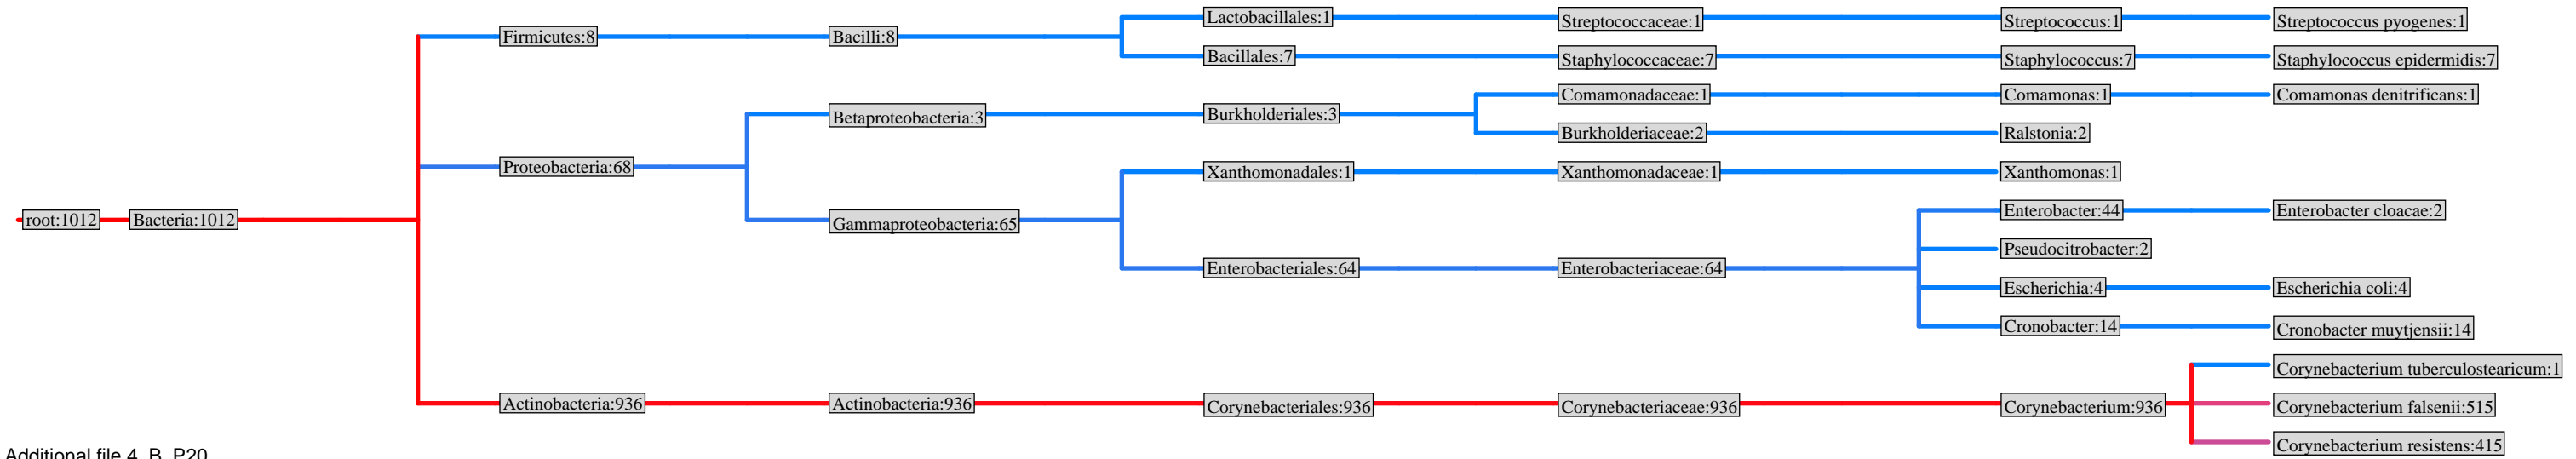 Lactobacillales:1
Streptococcaceae:1
Streptococcus:1
Streptococcus pyogenes:1
Firmicutes:8
Bacilli:8
Bacillales:7
Staphylococcaceae:7
Staphylococcus:7
Staphylococcus epidermidis:7
Comamonadaceae:1
Comamonas:1
Comamonas denitrificans:1
Betaproteobacteria:3
Burkholderiales:3
Burkholderiaceae:2
Ralstonia:2
Proteobacteria:68
Xanthomonadales:1
Xanthomonadaceae:1
Xanthomonas:1
root:1012
Bacteria:1012
Gammaproteobacteria:65
Enterobacter:44
Enterobacter cloacae:2
Pseudocitrobacter:2
Enterobacteriales:64
Enterobacteriaceae:64
Escherichia:4
Escherichia coli:4
Cronobacter:14
Cronobacter muytjensii:14
Corynebacterium tuberculostearicum:1
Actinobacteria:936
Actinobacteria:936
Corynebacteriales:936
Corynebacteriaceae:936
Corynebacterium:936
Corynebacterium falsenii:515
Corynebacterium resistens:415
Additional file 4, B, P20